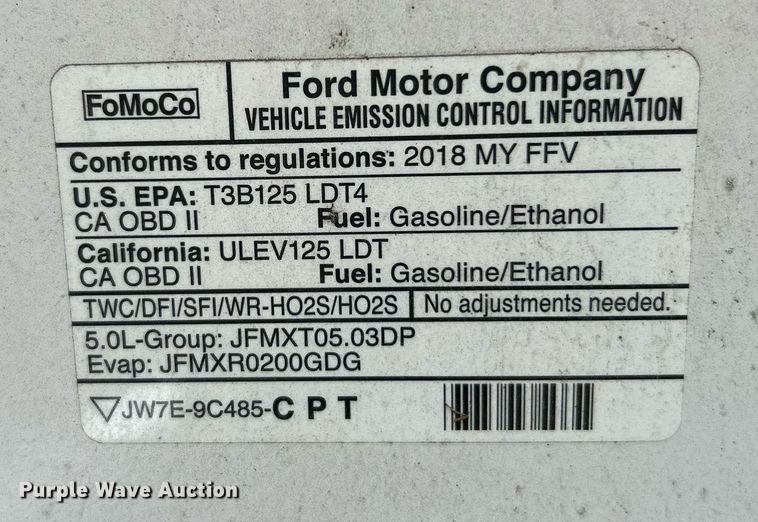 FoMoCo
Ford Motor Company
VEHICLE EMISSION CONTROL INFORMATION
Conforms to regulations: 2018 MY FFV
U.S. EPA: T3B125 LDT4
CA OBD II Fuel: Gasoline/Ethanol
California: ULEV125 LDT
CA OBD II Fuel: Gasoline/Ethanol
TWC/DFI/SFI/WR-HO2S/HO2S No adjustments needed.
5.0L-Group: JFMXT05.03DP
Evap: JFMXR0200GDG
JW7E-9C485-C P T
Purple Wave Auction